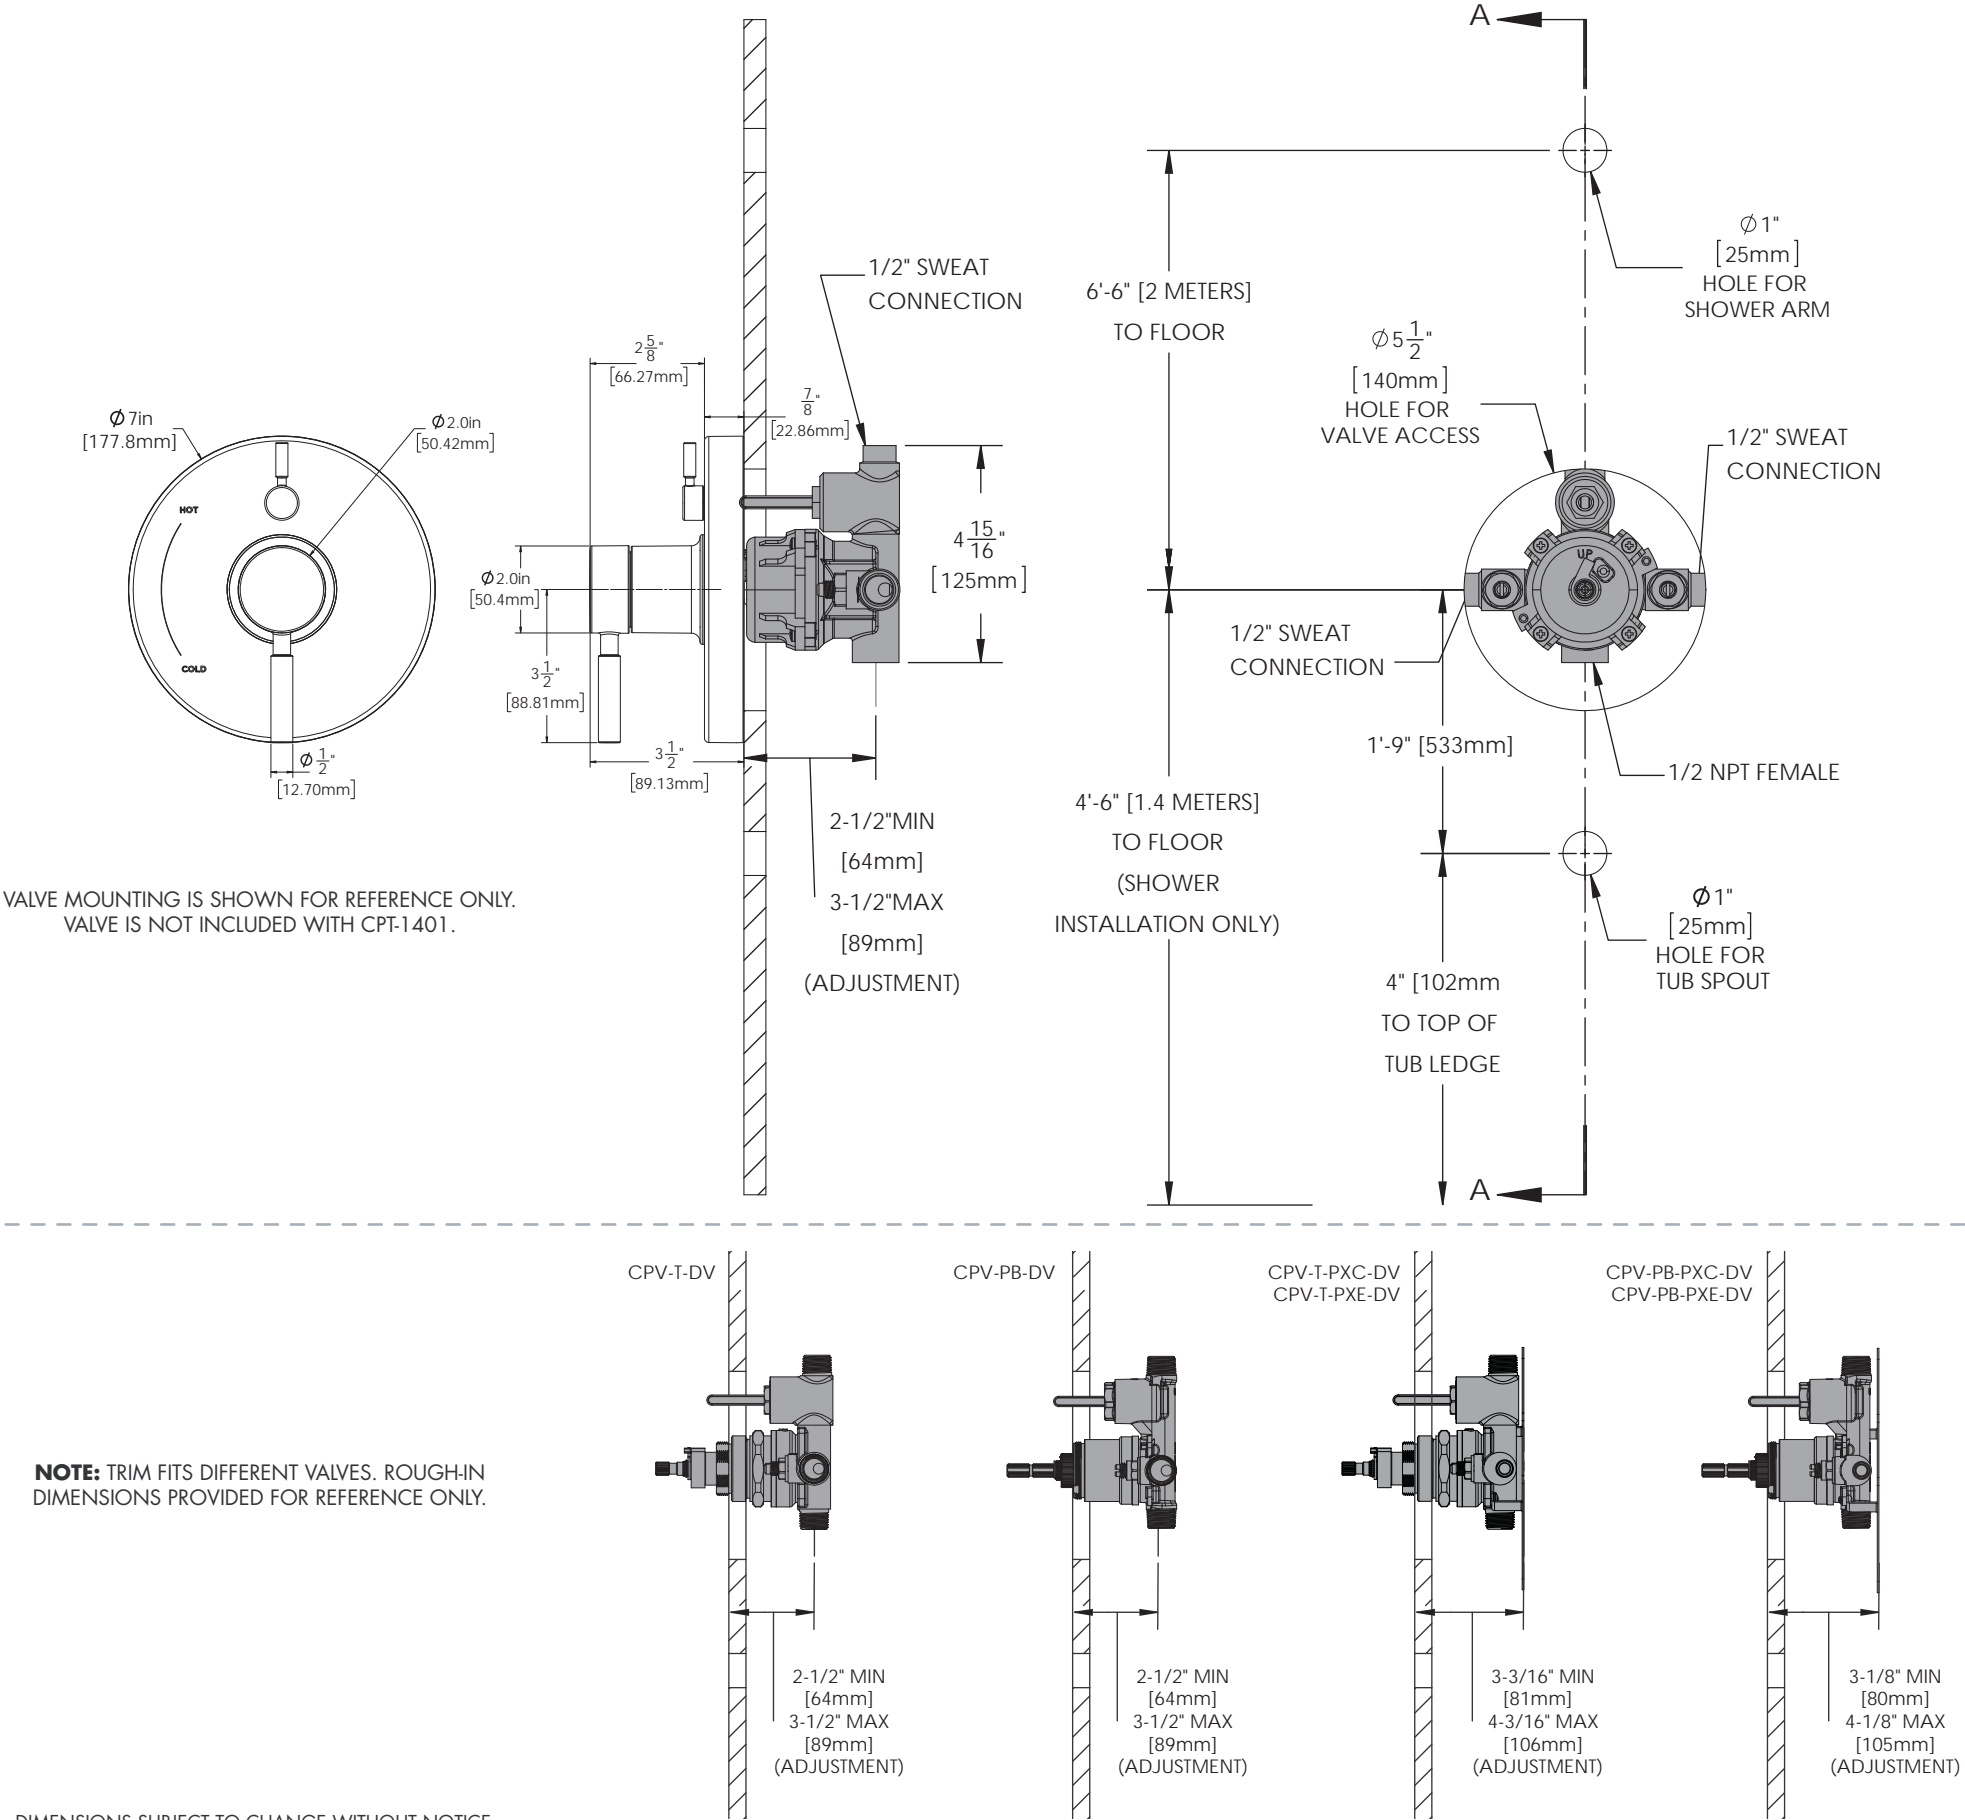 A
Ø1"
[25mm]
HOLE FOR
SHOWER ARM
1/2" SWEAT
CONNECTION
6'-6" [2 METERS]
TO FLOOR
2 5/8"
[66.27mm]
7/8"
[22.86mm]
Ø5 1/2"
[140mm]
HOLE FOR
VALVE ACCESS
Ø7in
[177.8mm]
Ø2.0in
[50.42mm]
1/2" SWEAT
CONNECTION
HOT
COLD
4 15/16"
[125mm]
UP
Ø2.0in
[50.4mm]
1/2" SWEAT
CONNECTION
3 1/2"
[88.81mm]
Ø1/2"
[12.70mm]
3 1/2"
[89.13mm]
1'-9" [533mm]
1/2 NPT FEMALE
2-1/2"MIN
[64mm]
3-1/2"MAX
[89mm]
(ADJUSTMENT)
4'-6" [1.4 METERS]
TO FLOOR
(SHOWER
INSTALLATION ONLY)
VALVE MOUNTING IS SHOWN FOR REFERENCE ONLY.
VALVE IS NOT INCLUDED WITH CPT-1401.
Ø1"
[25mm]
HOLE FOR
TUB SPOUT
4" [102mm
TO TOP OF
TUB LEDGE
A
CPV-T-DV
CPV-PB-DV
CPV-T-PXC-DV
CPV-T-PXE-DV
CPV-PB-PXC-DV
CPV-PB-PXE-DV
NOTE: TRIM FITS DIFFERENT VALVES. ROUGH-IN
DIMENSIONS PROVIDED FOR REFERENCE ONLY.
2-1/2" MIN
[64mm]
3-1/2" MAX
[89mm]
(ADJUSTMENT)
2-1/2" MIN
[64mm]
3-1/2" MAX
[89mm]
(ADJUSTMENT)
3-3/16" MIN
[81mm]
4-3/16" MAX
[106mm]
(ADJUSTMENT)
3-1/8" MIN
[80mm]
4-1/8" MAX
[105mm]
(ADJUSTMENT)
DIMENSIONS SUBJECT TO CHANGE WITHOUT NOTICE